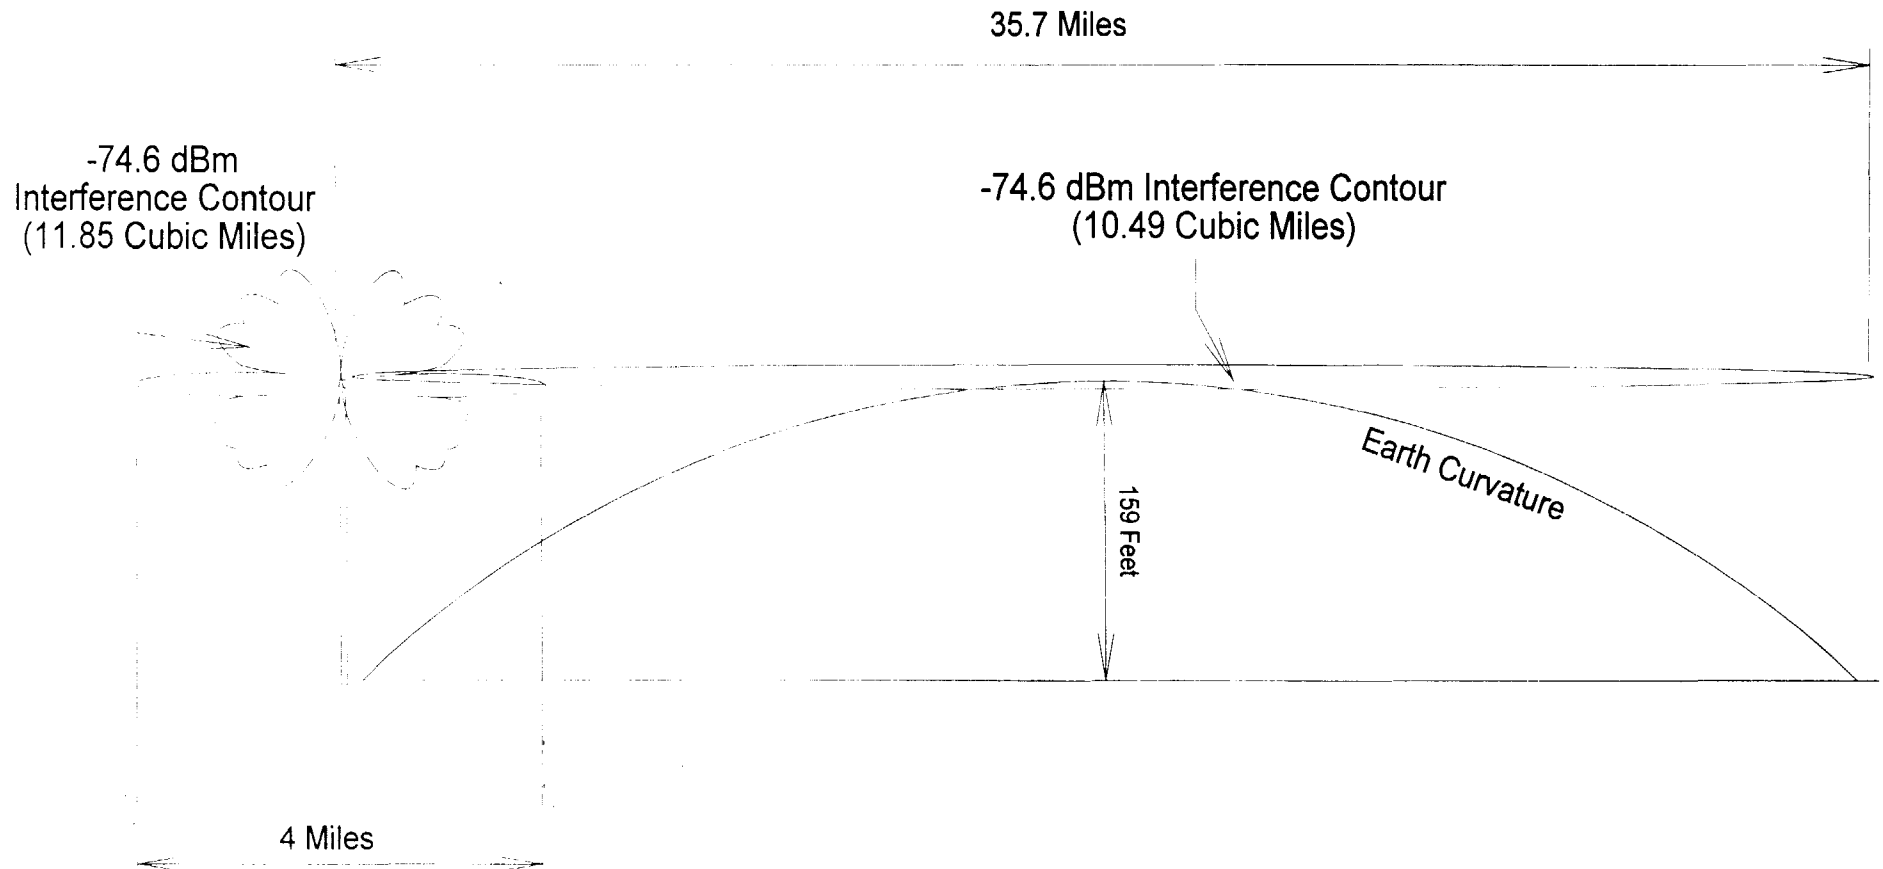 35.7 Miles
-74.6 dBm
Interference Contour
(11.85 Cubic Miles)
-74.6 dBm Interference Contour
(10.49 Cubic Miles)
Earth Curvature
159 Feet
4 Miles